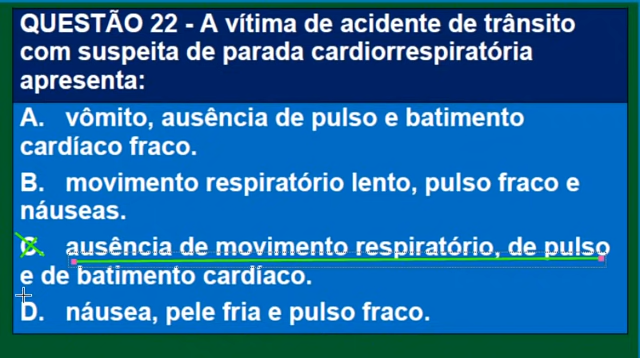 QUESTÃO 22 - A vítima de acidente de trânsito
com suspeita de parada cardiorrespiratória
apresenta:
A. vômito, ausência de pulso e batimento
cardíaco fraco.
B. movimento respiratório lento, pulso fraco e
náuseas.
C. ausência de movimento respiratório, de pulso
e de batimento cardíaco.
D. náusea, pele fria e pulso fraco.